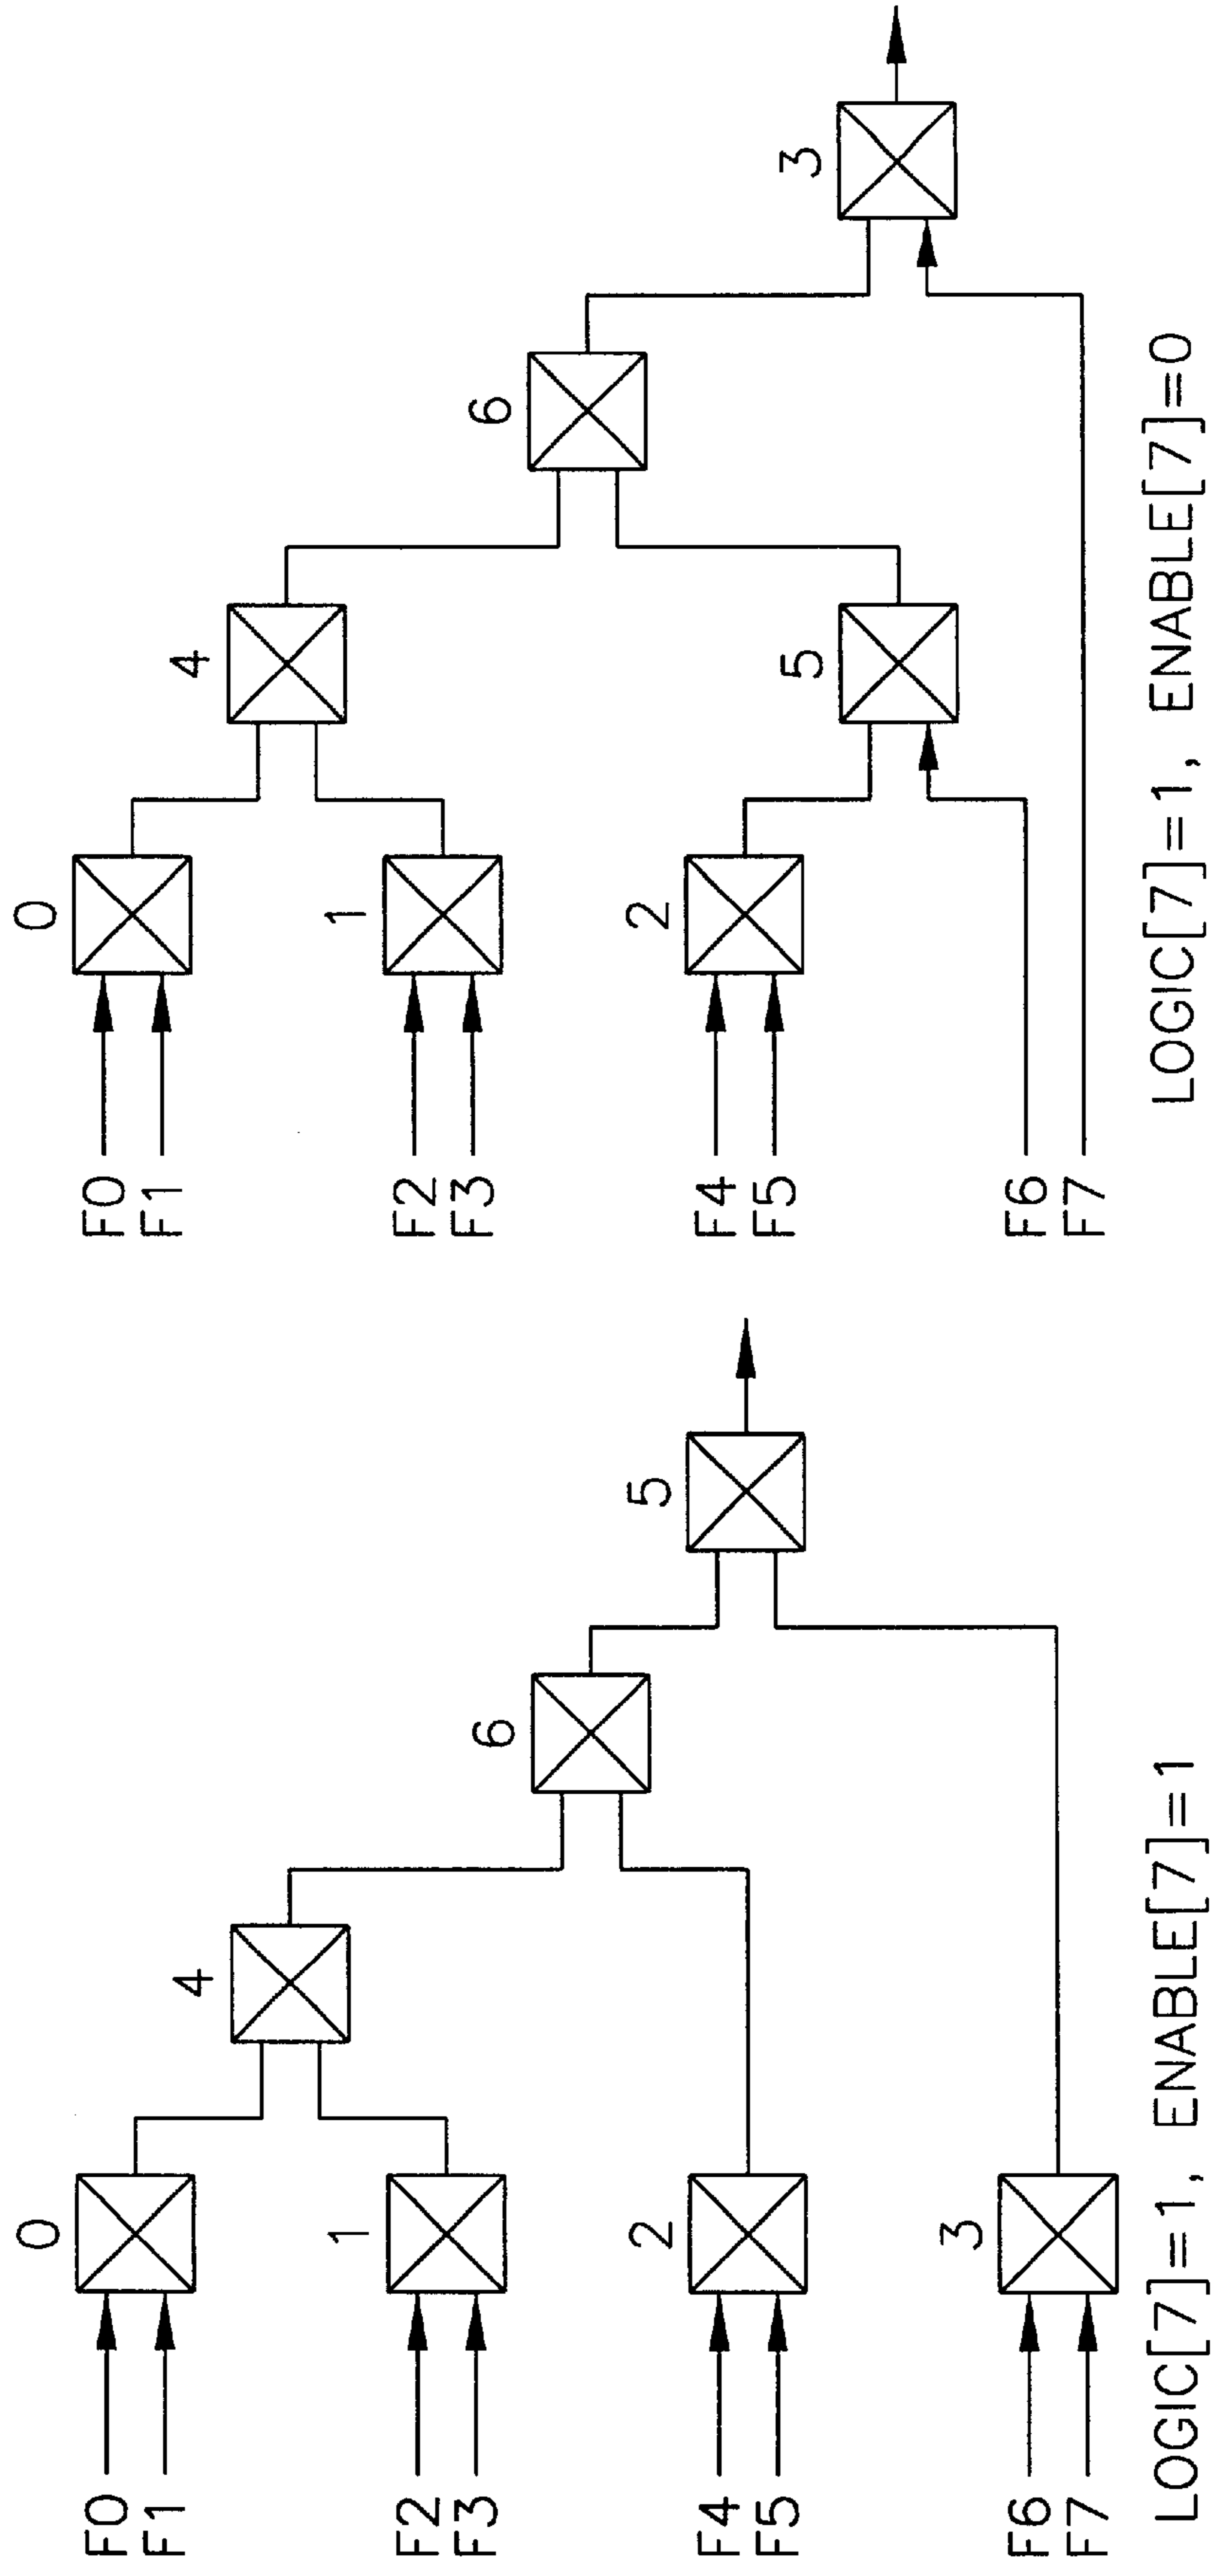 F0
F1
F2
F3
F4
F5
F6
F7
0
1
2
3
4
6
5
LOGIC[7]=1, ENABLE[7]=1
F0
F1
F2
F3
F4
F5
F6
F7
0
1
2
4
5
6
3
LOGIC[7]=1, ENABLE[7]=0